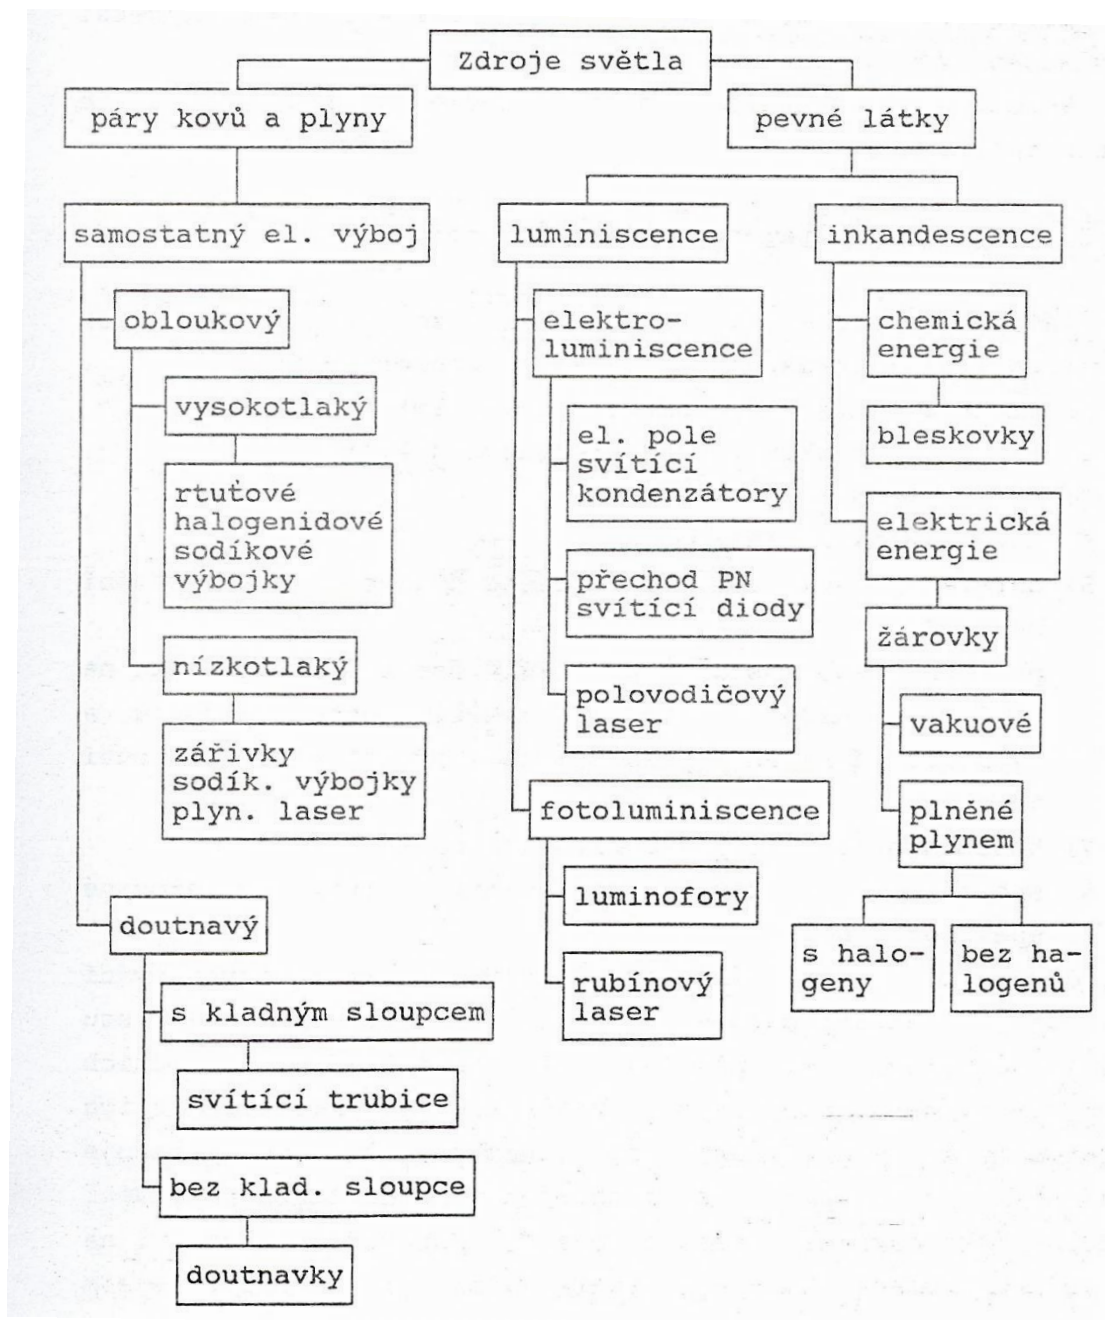 Zdroje světla
páry kovů a plyny
pevné látky
samostatný el. výboj
luminiscence
inkandescence
obloukový
vysokotlaký
rtuťové
halogenidové
sodíkové
výbojky
nízkotlaký
zářivky
sodík. výbojky
plyn. laser
doutnavý
s kladným sloupcem
svítící trubice
bez klad. sloupce
doutnavky
elektro-
luminiscence
el. pole
svítící
kondenzátory
přechod PN
svítící diody
polovodičový
laser
fotoluminiscence
luminofory
rubínový
laser
chemická
energie
bleskovky
elektrická
energie
žárovky
vakuové
plněné
plynem
s halo-
geny
bez ha-
logenů